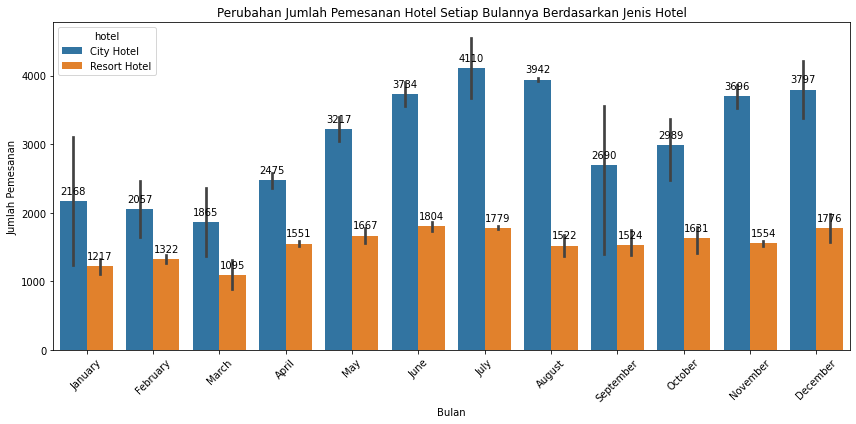 Perubahan Jumlah Pemesanan Hotel Setiap Bulannya Berdasarkan Jenis Hotel
hotel
City Hotel
Resort Hotel
Jumlah Pemesanan
4000
3000
2000
1000
0
2168
1217
2057
1322
1865
1095
2475
1551
3217
1667
3734
1804
4110
1779
3942
1522
2690
1524
2989
1631
3696
1554
3797
1776
January
February
March
April
May
June
July
August
September
October
November
December
Bulan